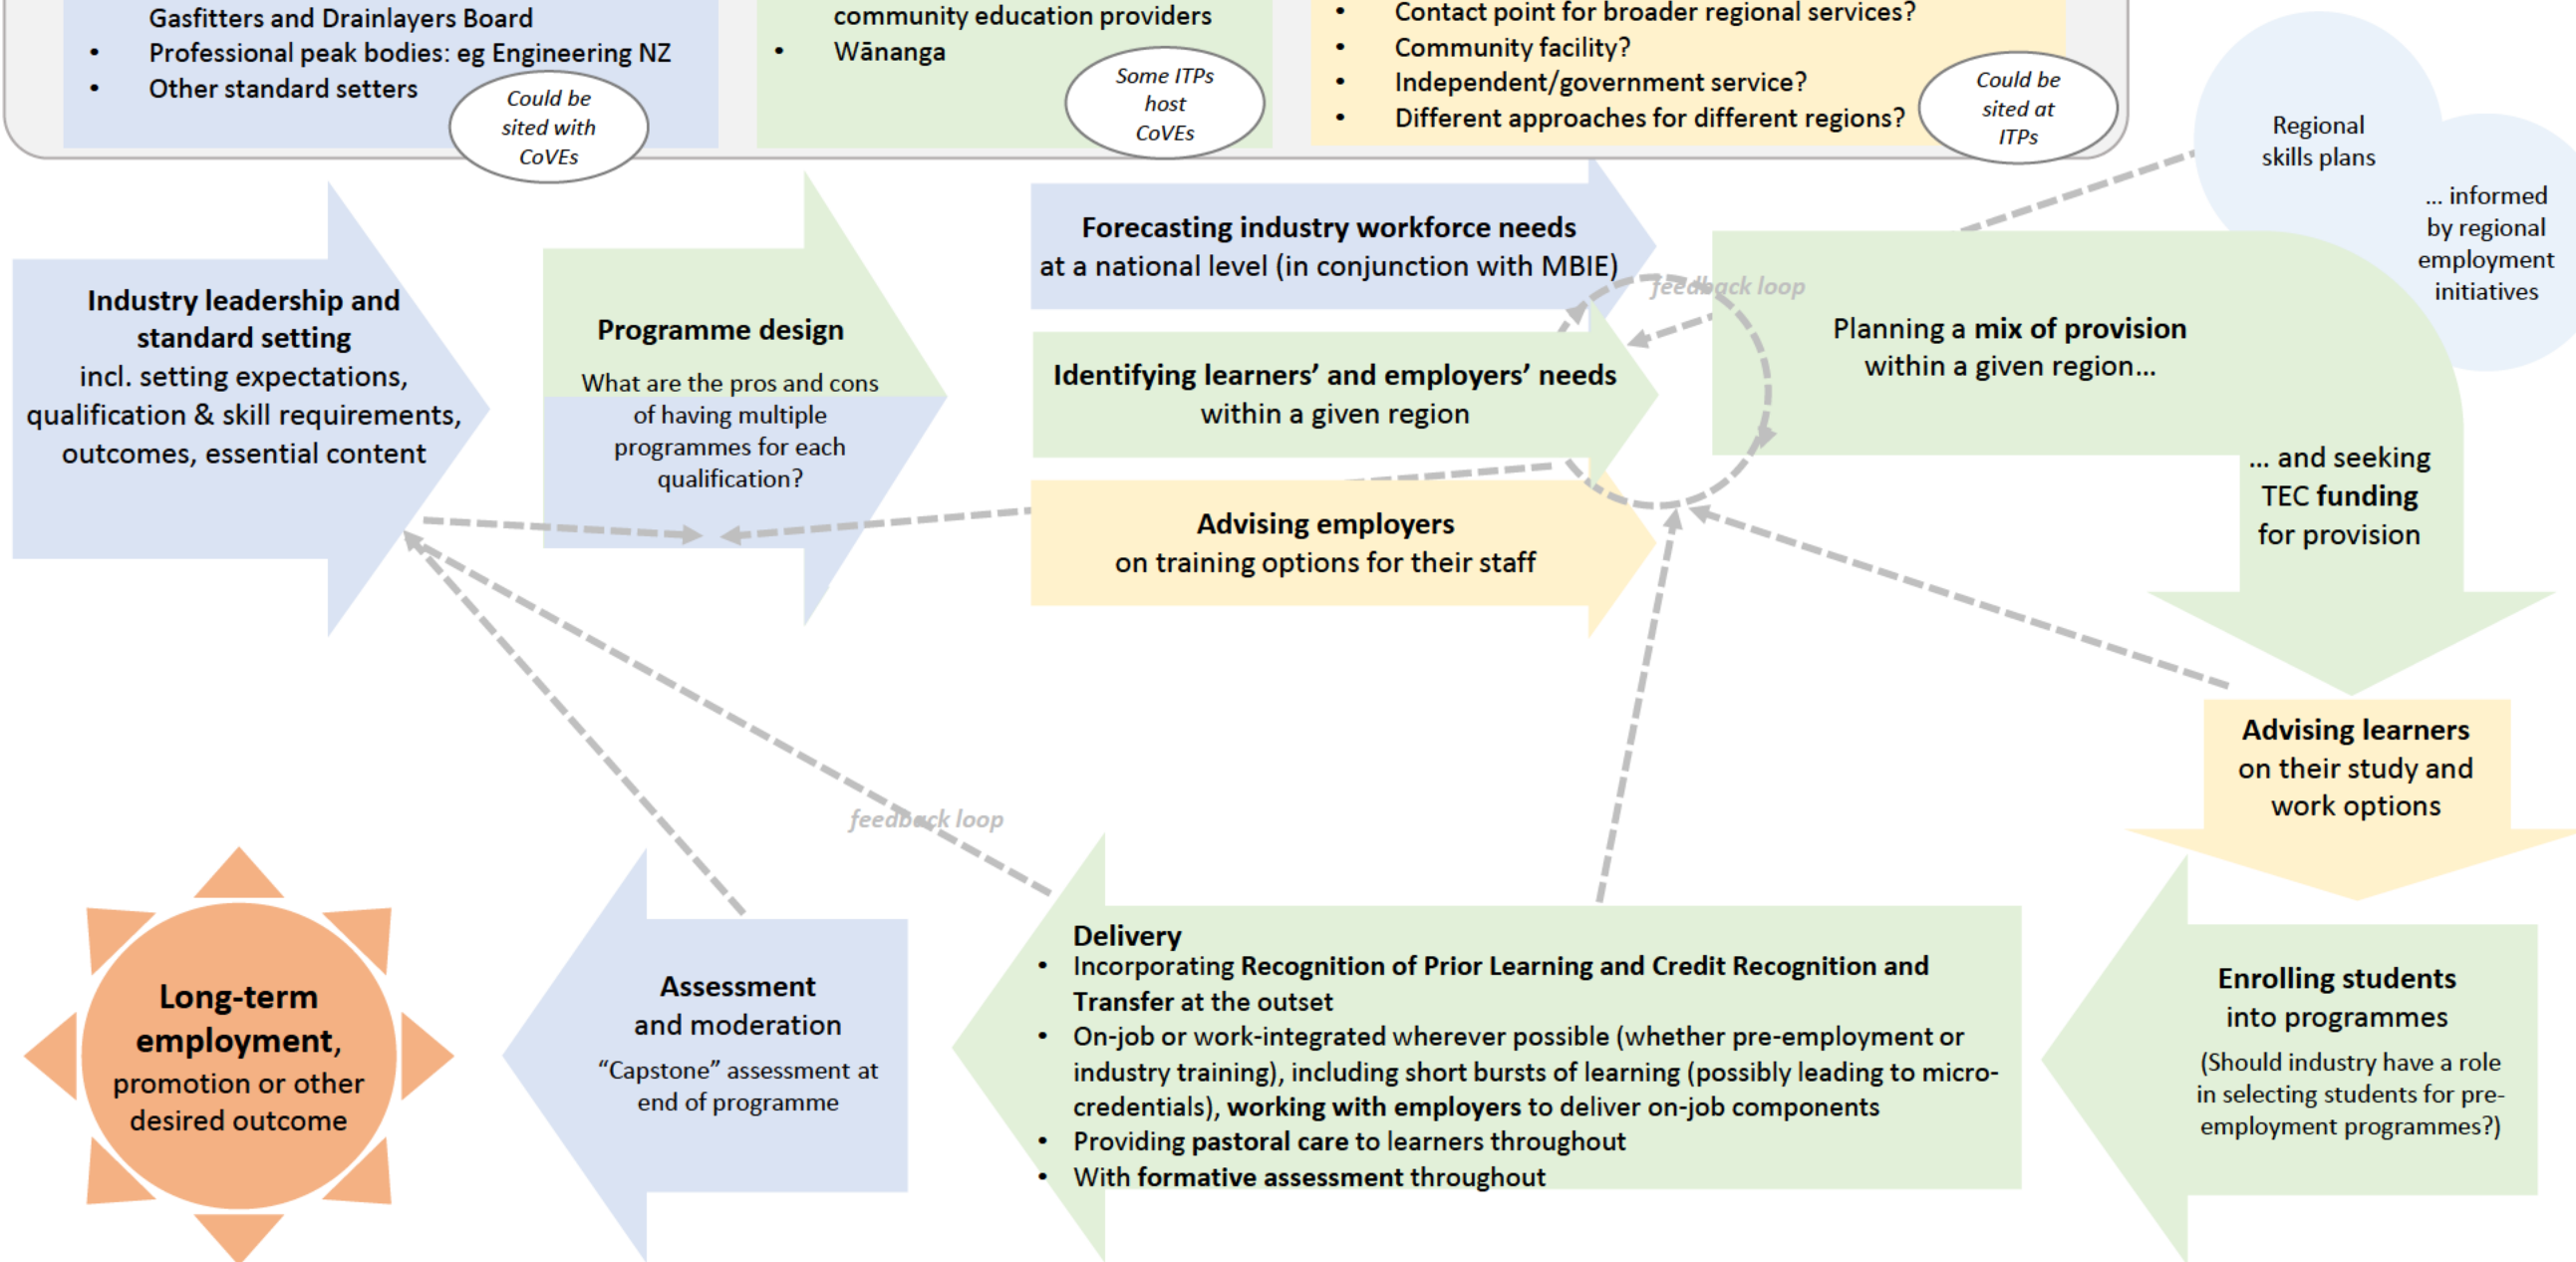 Gasfitters and Drainlayers Board
• Professional peak bodies: eg Engineering NZ
• Other standard setters
Could be
sited with
CoVEs
community education providers
• Wānanga
Some ITPs
host
CoVEs
• Contact point for broader regional services?
• Community facility?
• Independent/government service?
• Different approaches for different regions?
Could be
sited at
ITPs
Regional
skills plans
... informed
by regional
employment
initiatives
Industry leadership and
standard setting
incl. setting expectations,
qualification & skill requirements,
outcomes, essential content
Programme design
What are the pros and cons
of having multiple
programmes for each
qualification?
Forecasting industry workforce needs
at a national level (in conjunction with MBIE)
feedback loop
Identifying learners’ and employers’ needs
within a given region
Advising employers
on training options for their staff
Planning a mix of provision
within a given region...
... and seeking
TEC funding
for provision
Advising learners
on their study and
work options
Enrolling students
into programmes
(Should industry have a role
in selecting students for pre-
employment programmes?)
feedback loop
Delivery
• Incorporating Recognition of Prior Learning and Credit Recognition and
Transfer at the outset
• On-job or work-integrated wherever possible (whether pre-employment or
industry training), including short bursts of learning (possibly leading to micro-
credentials), working with employers to deliver on-job components
• Providing pastoral care to learners throughout
• With formative assessment throughout
Assessment
and moderation
“Capstone” assessment at
end of programme
Long-term
employment,
promotion or other
desired outcome